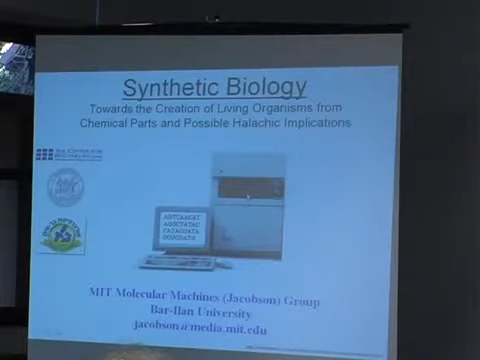 Synthetic Biology
Towards the Creation of Living Organisms from
Chemical Parts and Possible Halachic Implications
MIT Molecular Machines (Jacobson) Group
Bar-Ilan University
jacobson@media.mit.edu